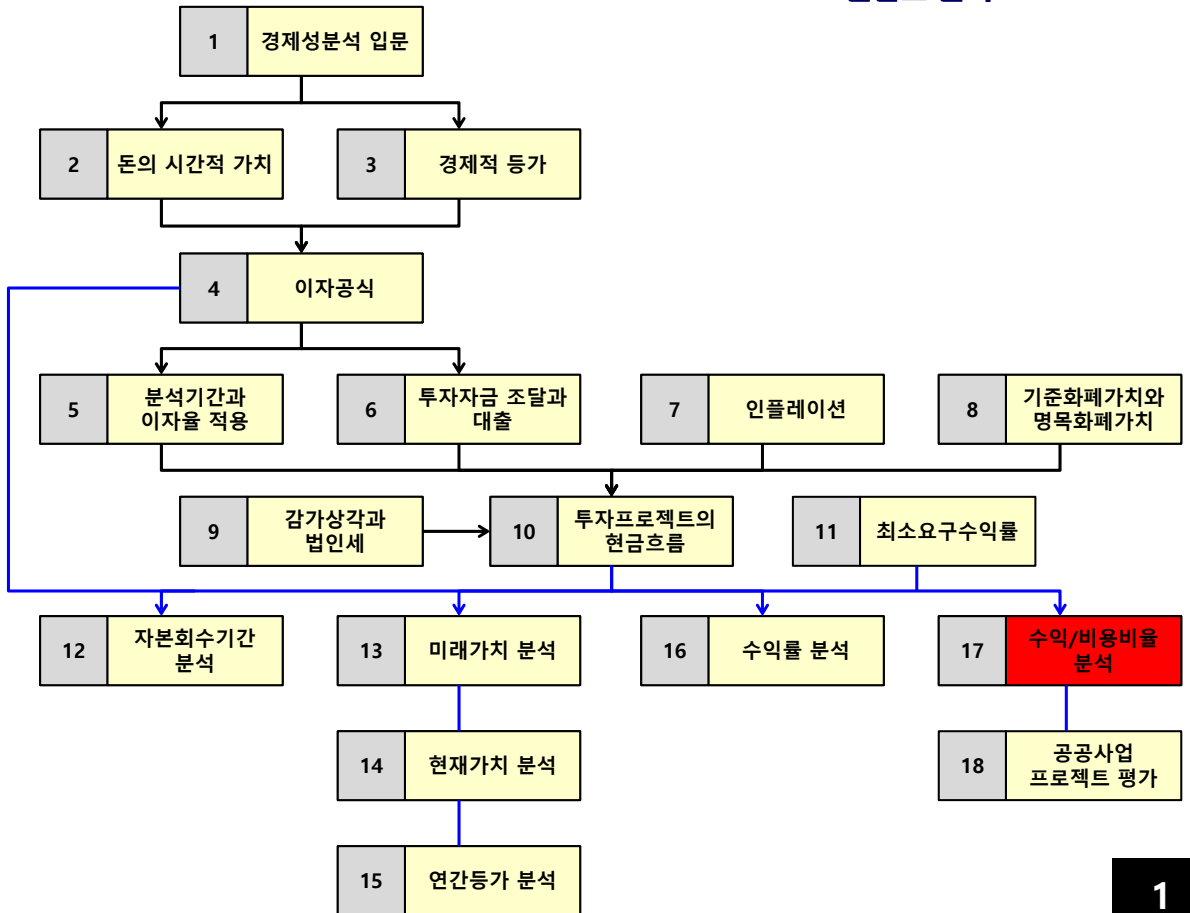 1
경제성분석 입문
2
돈의 시간적 가치
3
경제적 등가
4
이자공식
5
분석기간과
이자율 적용
6
투자자금 조달과
대출
7
인플레이션
8
기준화폐가치와
명목화폐가치
9
감가상각과
법인세
10
투자프로젝트의
현금흐름
11
최소요구수익률
12
자본회수기간
분석
13
미래가치 분석
16
수익률 분석
17
수익/비용비율
분석
14
현재가치 분석
18
공공사업
프로젝트 평가
15
연간등가 분석
1